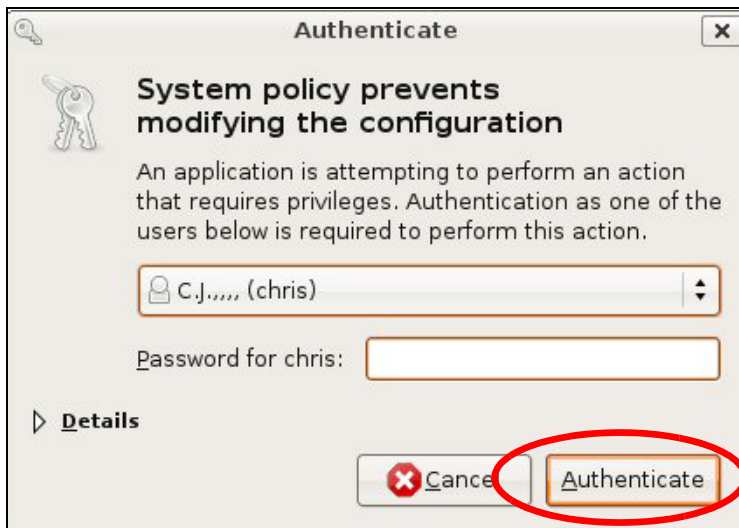 Authenticate
System policy prevents
modifying the configuration
An application is attempting to perform an action
that requires privileges. Authentication as one of the
users below is required to perform this action.
C.J.,,,, (chris)
Password for chris:
Details
Cance
Authenticate